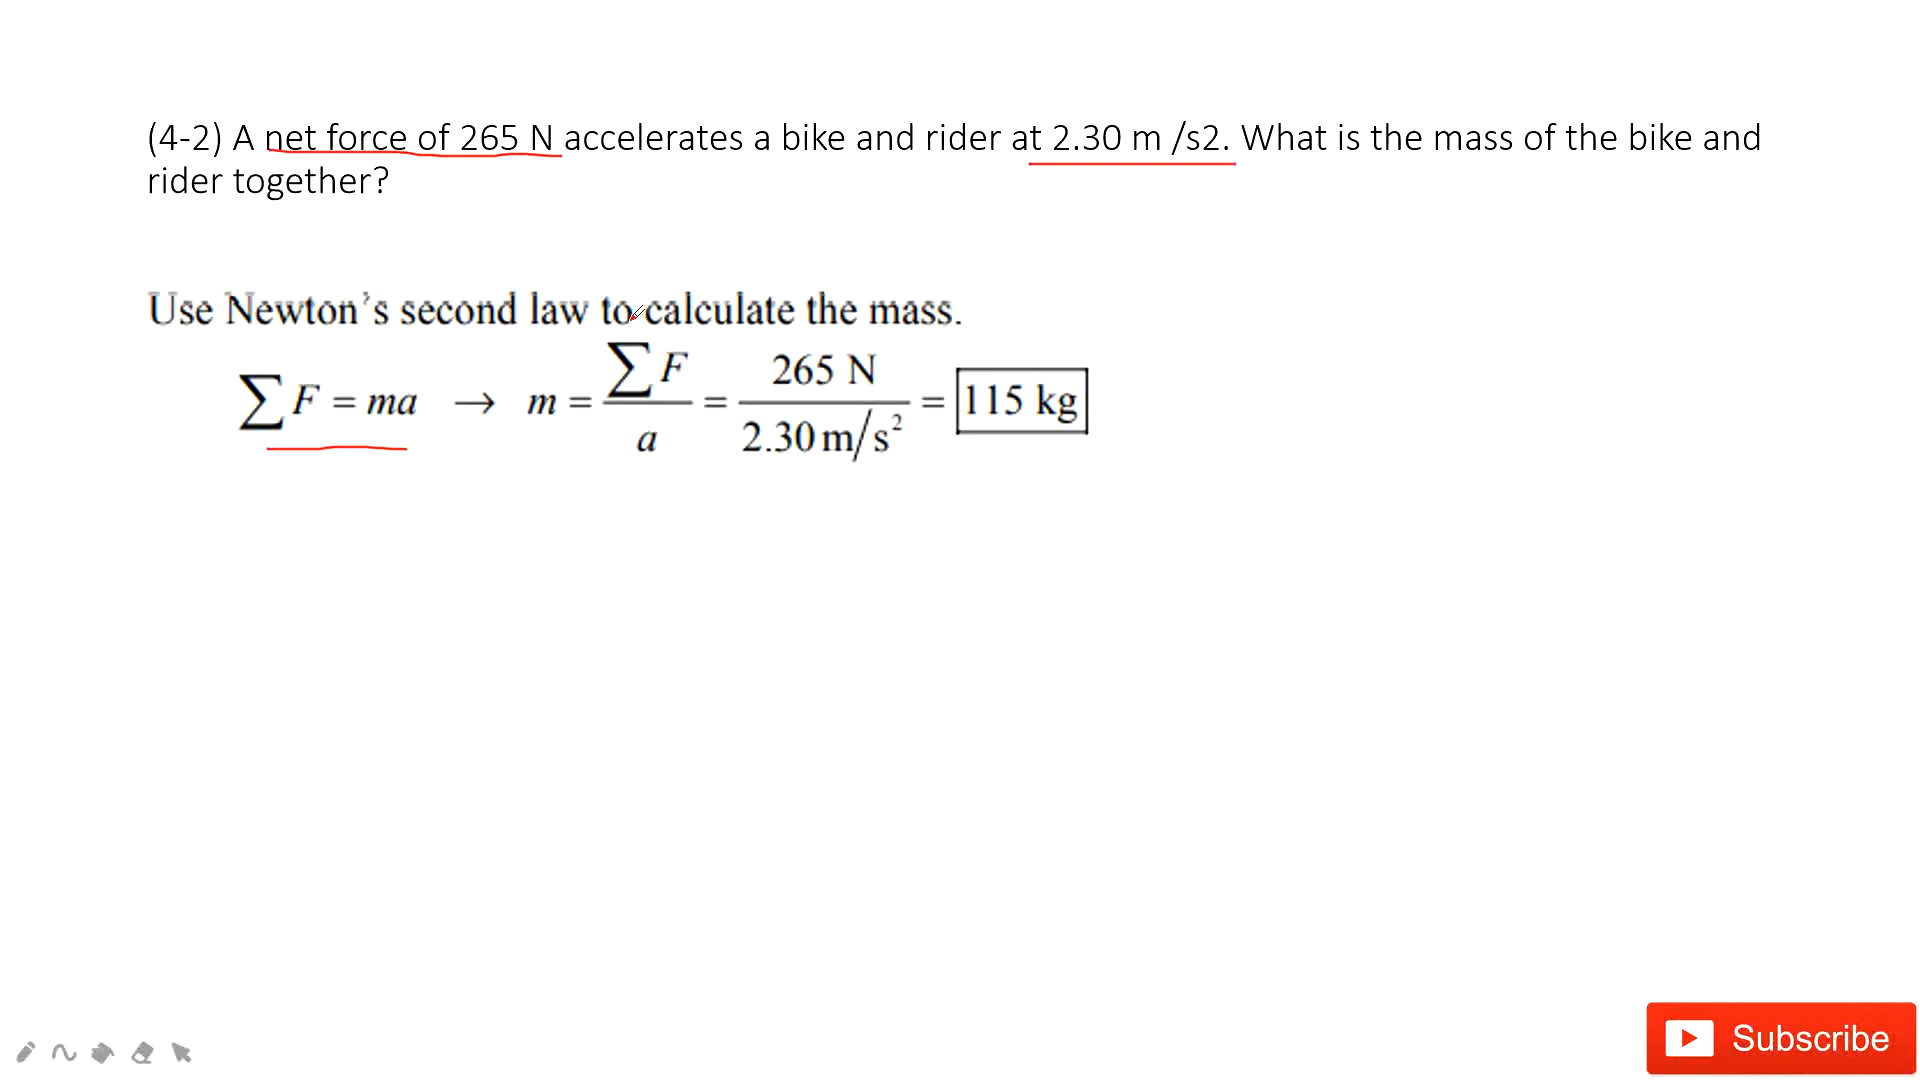 (4-2) A net force of 265 N accelerates a bike and rider at 2.30 m /s2. What is the mass of the bike and
rider together?
Use Newton's second law to calculate the mass.
∑F = ma → m = ∑F / a = 265 N / 2.30 m/s² = 115 kg
Subscribe